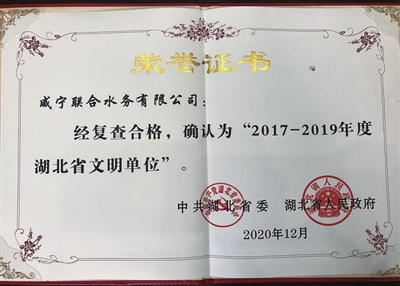 荣誉证书
咸宁联合水务有限公司：
经复查合格，确认为“2017-2019年度
湖北省文明单位”。
中共湖北省委 湖北省人民政府
2020年12月